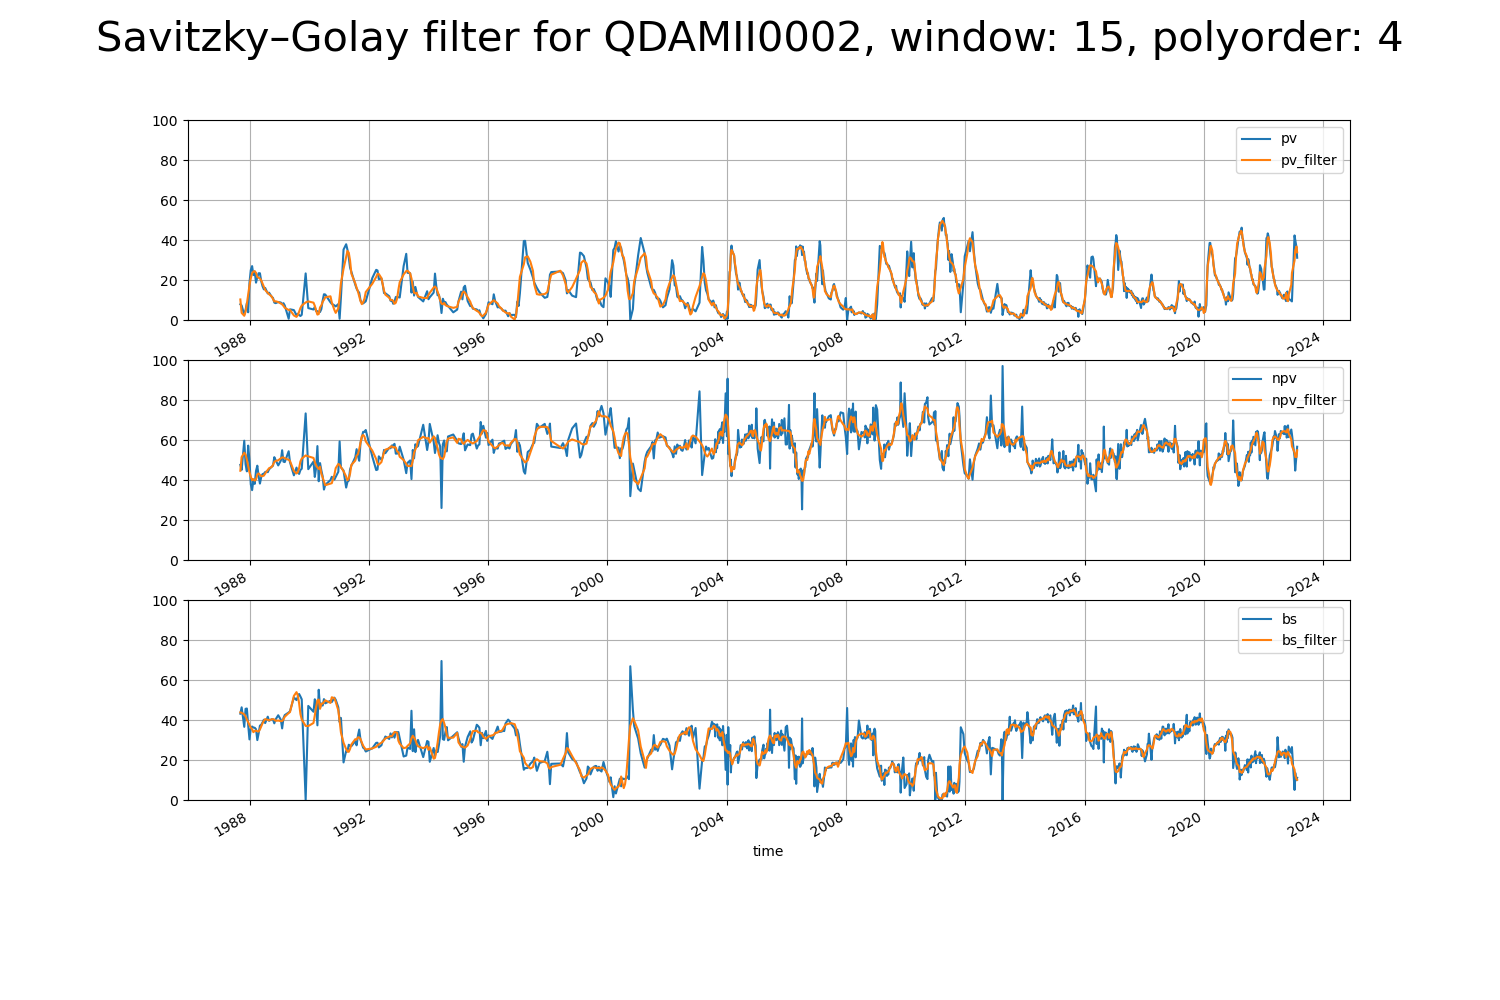 Savitzky–Golay filter for QDAMII0002, window: 15, polyorder: 4
100
80
60
40
20
0
pv
pv_filter
1988 1992 1996 2000 2004 2008 2012 2016 2020 2024
100
80
60
40
20
0
npv
npv_filter
1988 1992 1996 2000 2004 2008 2012 2016 2020 2024
100
80
60
40
20
0
bs
bs_filter
1988 1992 1996 2000 2004 2008 2012 2016 2020 2024
time